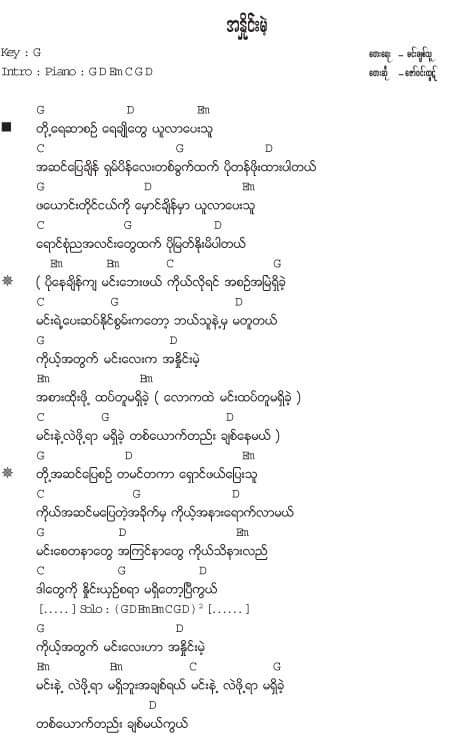 အနှိုင်းမဲ့
Key : G
တေးရေး – မင်းချစ်သူ
Intro : Piano : G D Em C G D
တေးဆို – ဇော်ဝင်းထွဋ်
G D Em
■ တို့ရေဆာစဉ် ရေချိုတွေ ယူလာပေးသူ
C G D
အဆင်ပြေချိန် ရှမ်ပိန်လေးတစ်ခွက်ထက် ပိုတန်ဖိုးထားပါတယ်
G D Em
ဖယောင်းတိုင်ငယ်ကို မှောင်ချိန်မှာ ယူလာပေးသူ
C G D
ရောင်စုံညအလင်းတွေထက် ပိုမြတ်နိုးမိပါတယ်
Em Bm C G
✵ ( ပိုနေချိန်ကျ မင်းဘေးဖယ် ကိုယ်လိုရင် အစဉ်အမြဲရှိခဲ့
C G D
မင်းရဲ့ပေးဆပ်နိုင်စွမ်းကတော့ ဘယ်သူနဲ့မှ မတူတယ်
G D
ကိုယ့်အတွက် မင်းလေးက အနှိုင်းမဲ့
Em Bm
အစားထိုးဖို့ ထပ်တူမရှိခဲ့ ( လောကထဲ မင်းထပ်တူမရှိခဲ့ )
C G D
မင်းနဲ့လဲဖို့ရာ မရှိခဲ့ တစ်ယောက်တည်း ချစ်နေမယ် )
G D Em
✵ တို့အဆင်ပြေစဉ် တမင်တကာ ရှောင်ဖယ်ပြေးသူ
C G D
ကိုယ်အဆင်မပြေတဲ့အခိုက်မှ ကိုယ့်အနားရောက်လာမယ်
G D Em
မင်းစေတနာတွေ အကြင်နာတွေ ကိုယ်သိနားလည်
C G D
ဒါတွေကို နှိုင်းယှဉ်စရာ မရှိတော့ပြီကွယ်
[.....] Solo : (G D Em Bm C G D)² [......]
G D
ကိုယ့်အတွက် မင်းလေးဟာ အနှိုင်းမဲ့
Em Bm C G
မင်းနဲ့ လဲဖို့ရာ မရှိဘူးအချစ်ရယ် မင်းနဲ့ လဲဖို့ရာ မရှိခဲ့
D
တစ်ယောက်တည်း ချစ်မယ်ကွယ်